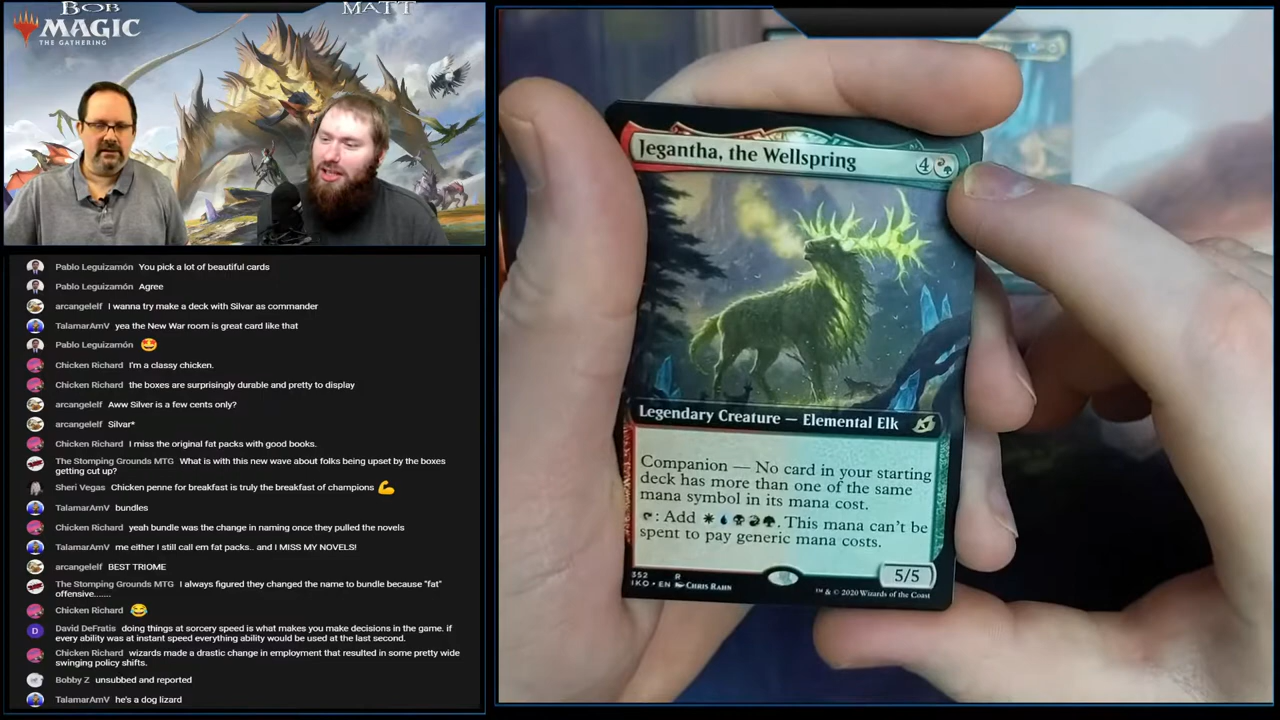 BOB
MATT
MAGIC
THE GATHERING
Pablo Leguizamón You pick a lot of beautiful cards
Pablo Leguizamón Agree
arcangelelf I wanna try make a deck with Silvar as commander
TalamarAmV yea the New War room is great card like that
Pablo Leguizamón 🤩
Chicken Richard I'm a classy chicken.
Chicken Richard the boxes are surprisingly durable and pretty to display
arcangelelf Aww Silver is a few cents only?
arcangelelf Silvar*
Chicken Richard I miss the original fat packs with good books.
The Stomping Grounds MTG What is with this new wave about folks being upset by the boxes
getting cut up?
Sheri Vegas Chicken penne for breakfast is truly the breakfast of champions 💪
TalamarAmV bundles
Chicken Richard yeah bundle was the change in naming once they pulled the novels
TalamarAmV me either I still call em fat packs.. and I MISS MY NOVELS!
arcangelelf BEST TRIOME
The Stomping Grounds MTG I always figured they changed the name to bundle because "fat"
offensive.......
Chicken Richard 😂
D David DeFratis doing things at sorcery speed is what makes you make decisions in the game. if
every ability was at instant speed everything ability would be used at the last second.
Chicken Richard wizards made a drastic change in employment that resulted in some pretty wide
swinging policy shifts.
Bobby Z unsubbed and reported
TalamarAmV he's a dog lizard
Jegantha, the Wellspring 4
Legendary Creature — Elemental Elk
Companion — No card in your starting
deck has more than one of the same
mana symbol in its mana cost.
: Add . This mana can't be
spent to pay generic mana costs.
5/5
352 R
IKO • EN Chris Rahn
™ & © 2020 Wizards of the Coast